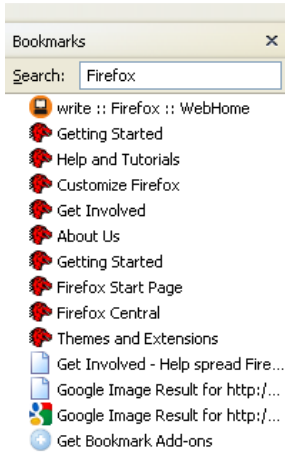 Bookmarks
Search: Firefox
write :: Firefox :: WebHome
Getting Started
Help and Tutorials
Customize Firefox
Get Involved
About Us
Getting Started
Firefox Start Page
Firefox Central
Themes and Extensions
Get Involved - Help spread Fire...
Google Image Result for http:/...
Google Image Result for http:/...
Get Bookmark Add-ons